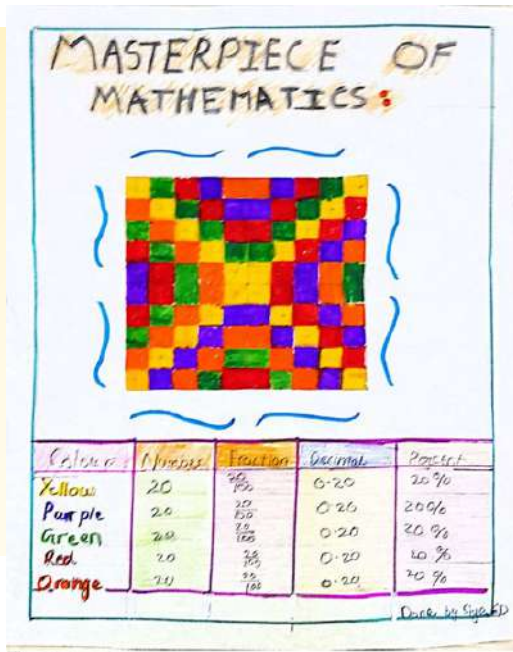 MASTERPIECE OF
MATHEMATICS:
Colour Number Fraction Decimal Percent
Yellow 20 20/100 0.20 20%
Purple 20 20/100 0.20 20%
Green 20 20/100 0.20 20%
Red 20 20/100 0.20 20%
Orange 20 20/100 0.20 20%
Done by